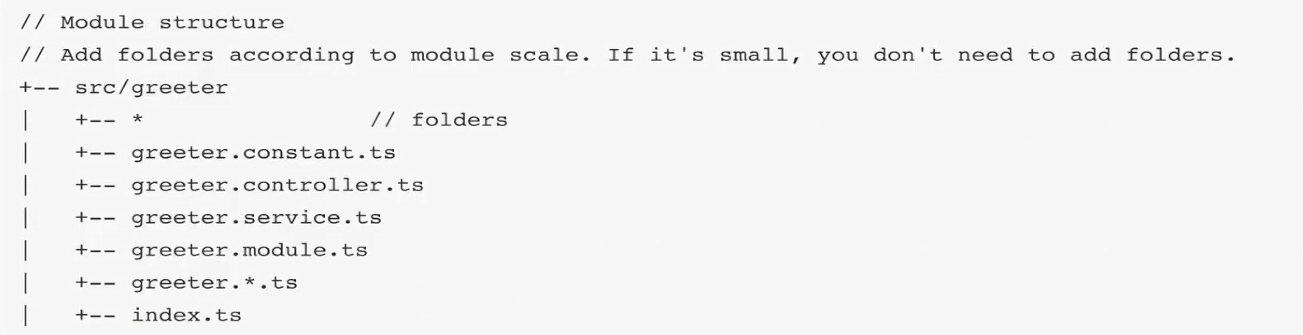 // Module structure
// Add folders according to module scale. If it's small, you don't need to add folders.
+-- src/greeter
|   +-- *                // folders
|   +-- greeter.constant.ts
|   +-- greeter.controller.ts
|   +-- greeter.service.ts
|   +-- greeter.module.ts
|   +-- greeter.*.ts
|   +-- index.ts